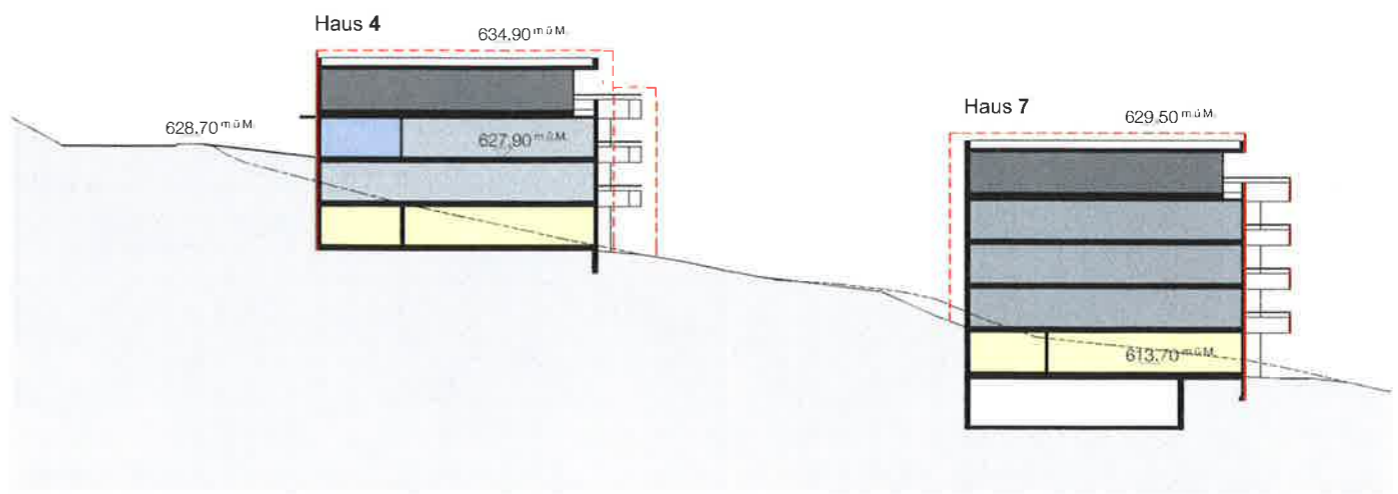 Haus 4
634.90 m ü M.
628.70 m ü M.
627.90 m ü M.
Haus 7
629.50 m ü M.
613.70 m ü M.